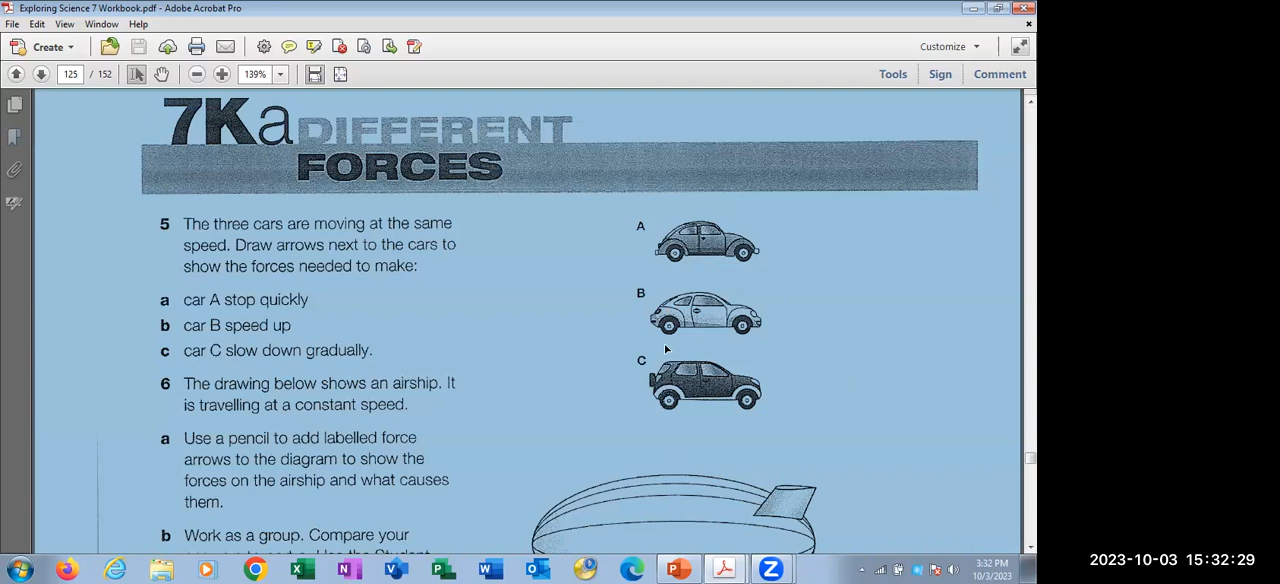 Exploring Science 7 Workbook.pdf - Adobe Acrobat Pro
File Edit View Window Help
Create
Customize
125 / 152
139%
Tools Sign Comment
7Ka DIFFERENT
FORCES
5 The three cars are moving at the same
speed. Draw arrows next to the cars to
show the forces needed to make:
a car A stop quickly
b car B speed up
c car C slow down gradually.
A
B
C
6 The drawing below shows an airship. It
is travelling at a constant speed.
a Use a pencil to add labelled force
arrows to the diagram to show the
forces on the airship and what causes
them.
b Work as a group. Compare your
3:32 PM
10/3/2023
2023-10-03 15:32:29